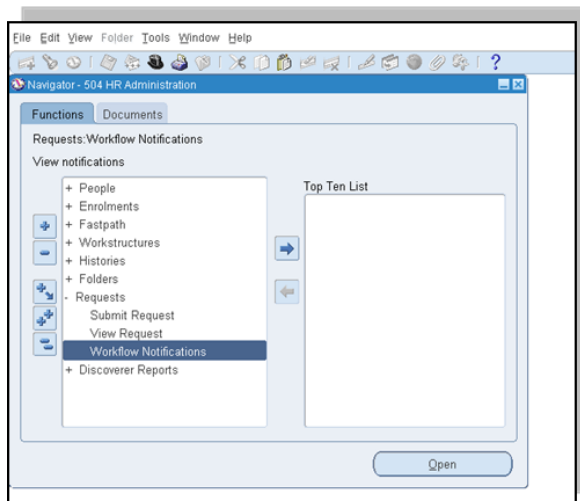 File Edit View Folder Tools Window Help
?
Navigator - 504 HR Administration
Functions Documents
Requests:Workflow Notifications
View notifications
Top Ten List
+ People
+ Enrolments
+ Fastpath
+ Workstructures
+ Histories
+ Folders
- Requests
Submit Request
View Request
Workflow Notifications
+ Discoverer Reports
Open